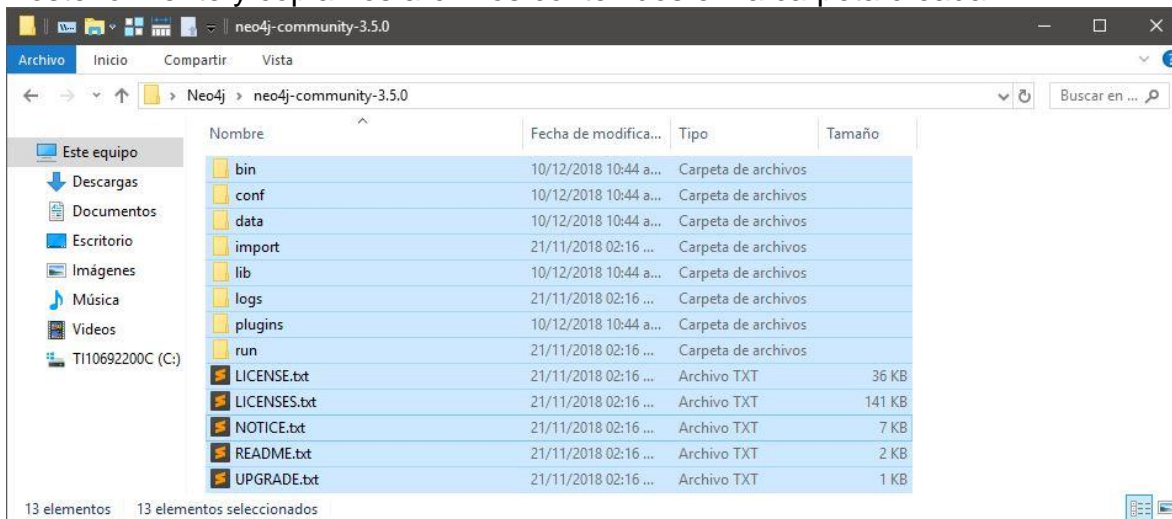 neo4j-community-3.5.0
Archivo Inicio Compartir Vista
Neo4j > neo4j-community-3.5.0
Buscar en ...
Nombre Fecha de modifica... Tipo Tamaño
Este equipo
Descargas
Documentos
Escritorio
Imágenes
Música
Videos
TI10692200C (C:)
bin 10/12/2018 10:44 a... Carpeta de archivos
conf 10/12/2018 10:44 a... Carpeta de archivos
data 10/12/2018 10:44 a... Carpeta de archivos
import 21/11/2018 02:16 ... Carpeta de archivos
lib 10/12/2018 10:44 a... Carpeta de archivos
logs 21/11/2018 02:16 ... Carpeta de archivos
plugins 10/12/2018 10:44 a... Carpeta de archivos
run 21/11/2018 02:16 ... Carpeta de archivos
LICENSE.txt 21/11/2018 02:16 ... Archivo TXT 36 KB
LICENSES.txt 21/11/2018 02:16 ... Archivo TXT 141 KB
NOTICE.txt 21/11/2018 02:16 ... Archivo TXT 7 KB
README.txt 21/11/2018 02:16 ... Archivo TXT 2 KB
UPGRADE.txt 21/11/2018 02:16 ... Archivo TXT 1 KB
13 elementos 13 elementos seleccionados